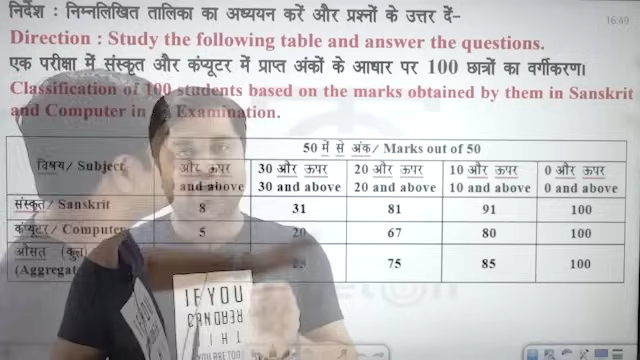 निर्देश : निम्नलिखित तालिका का अध्ययन करें और प्रश्नों के उत्तर दें-
16:49
Direction : Study the following table and answer the questions.
एक परीक्षा में संस्कृत और कंप्यूटर में प्राप्त अंकों के आधार पर 100 छात्रों का वर्गीकरण।
Classification of 100 students based on the marks obtained by them in Sanskrit
and Computer in Examination.
विषय/ Subject
50 में से अंक/ Marks out of 50
और ऊपर 30 और ऊपर 20 और ऊपर 10 और ऊपर 0 और ऊपर
and above 30 and above 20 and above 10 and above 0 and above
संस्कृत/ Sanskrit 8 31 81 91 100
कंप्यूटर/ Computer 5 20 67 80 100
औसत (कुल)
75 85 100
IF YOU